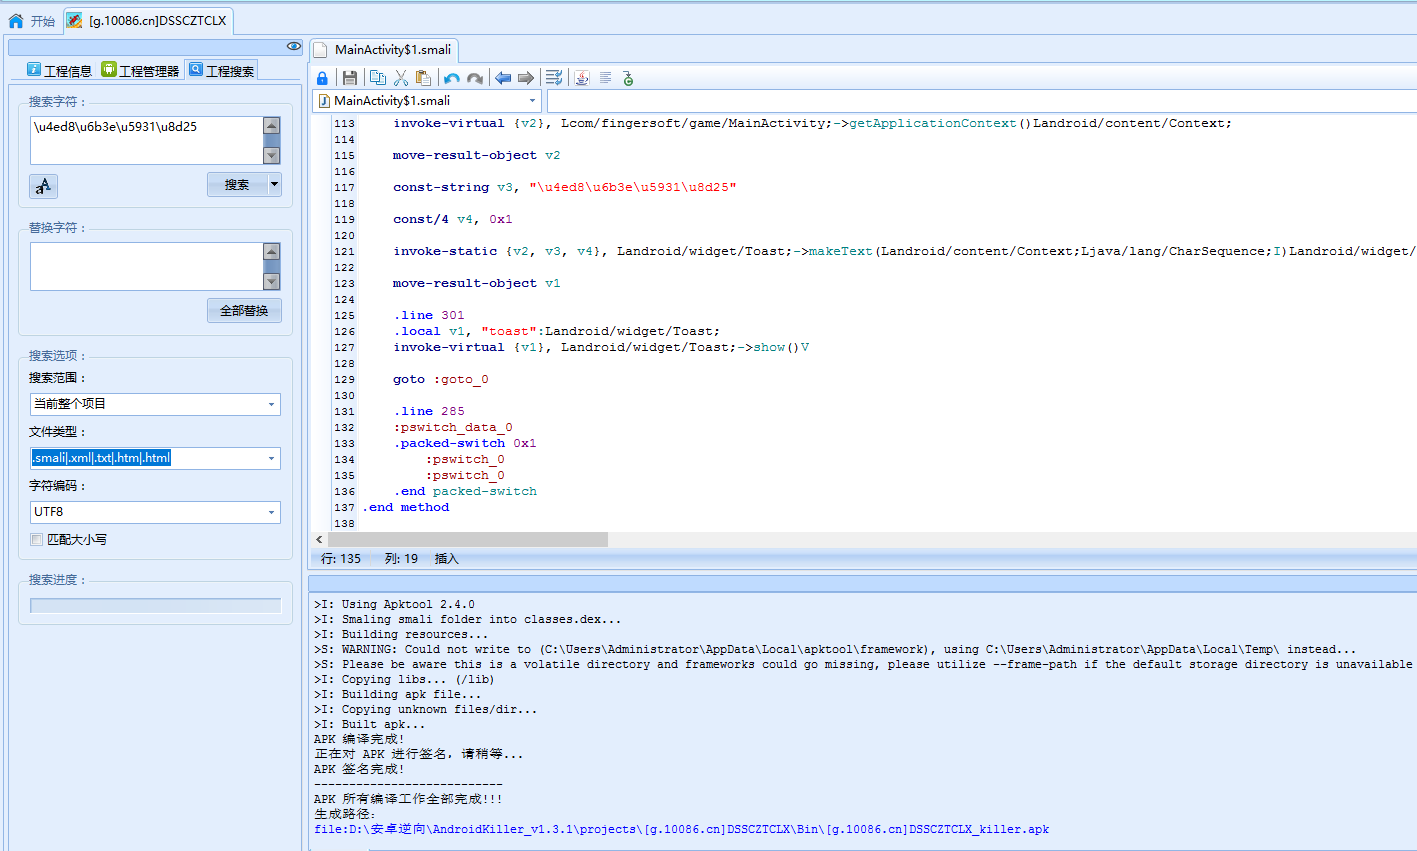 开始
[g.10086.cn]DSSCZTCLX
工程信息
工程管理器
工程搜索
搜索字符：
\u4ed8\u6b3e\u5931\u8d25
搜索
替换字符：
全部替换
搜索选项：
搜索范围：
当前整个项目
文件类型：
.smali|.xml|.txt|.htm|.html
字符编码：
UTF8
匹配大小写
搜索进度：
MainActivity$1.smali
MainActivity$1.smali
113 invoke-virtual {v2}, Lcom/fingersoft/game/MainActivity;->getApplicationContext()Landroid/content/Context;
114
115 move-result-object v2
116
117 const-string v3, "\u4ed8\u6b3e\u5931\u8d25"
118
119 const/4 v4, 0x1
120
121 invoke-static {v2, v3, v4}, Landroid/widget/Toast;->makeText(Landroid/content/Context;Ljava/lang/CharSequence;I)Landroid/widget/
122
123 move-result-object v1
124
125 .line 301
126 .local v1, "toast":Landroid/widget/Toast;
127 invoke-virtual {v1}, Landroid/widget/Toast;->show()V
128
129 goto :goto_0
130
131 .line 285
132 :pswitch_data_0
133 .packed-switch 0x1
134 :pswitch_0
135 :pswitch_0
136 .end packed-switch
137 .end method
138
行: 135 列: 19 插入
>I: Using Apktool 2.4.0
>I: Smaling smali folder into classes.dex...
>I: Building resources...
>S: WARNING: Could not write to (C:\Users\Administrator\AppData\Local\apktool\framework), using C:\Users\Administrator\AppData\Local\Temp\ instead...
>S: Please be aware this is a volatile directory and frameworks could go missing, please utilize --frame-path if the default storage directory is unavailable
>I: Copying libs... (/lib)
>I: Building apk file...
>I: Copying unknown files/dir...
>I: Built apk...
APK 编译完成!
正在对 APK 进行签名，请稍等...
APK 签名完成!
---------------------------
APK 所有编译工作全部完成!!!
生成路径:
file:D:\安卓逆向\AndroidKiller_v1.3.1\projects\[g.10086.cn]DSSCZTCLX\Bin\[g.10086.cn]DSSCZTCLX_killer.apk